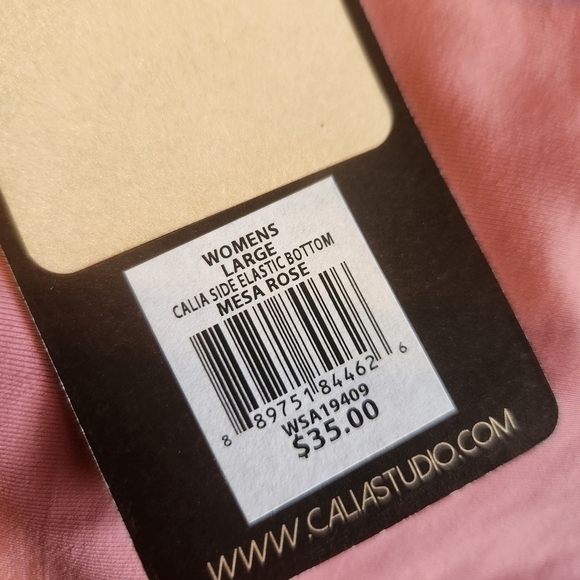 WOMENS
LARGE
CALIA SIDE ELASTIC BOTTOM
MESA ROSE
8 89751 84462 6
WSA19409
$35.00
WWW.CALIASTUDIO.COM